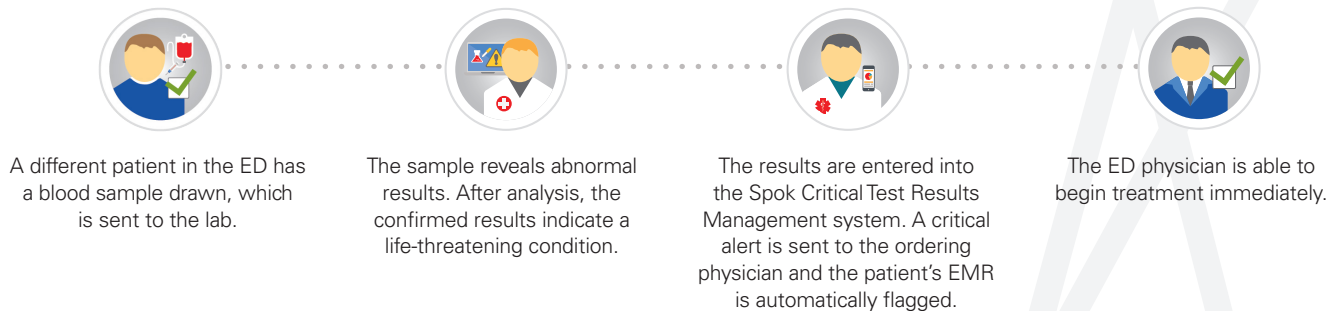 A different patient in the ED has
a blood sample drawn, which
is sent to the lab.
The sample reveals abnormal
results. After analysis, the
confirmed results indicate a
life-threatening condition.
The results are entered into
the Spok Critical Test Results
Management system. A critical
alert is sent to the ordering
physician and the patient's EMR
is automatically flagged.
The ED physician is able to
begin treatment immediately.